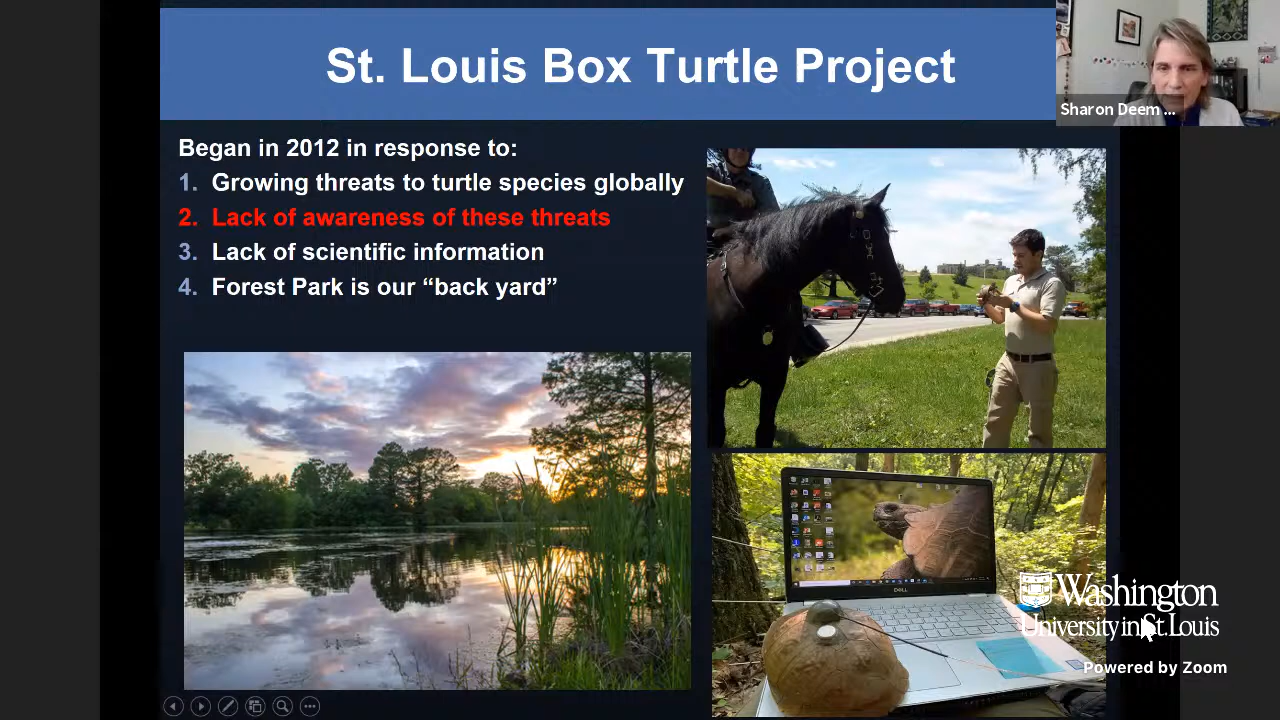 St. Louis Box Turtle Project
Sharon Deem ...
Began in 2012 in response to:
1. Growing threats to turtle species globally
2. Lack of awareness of these threats
3. Lack of scientific information
4. Forest Park is our “back yard”
DELL
Washington
University in St. Louis
Powered by Zoom